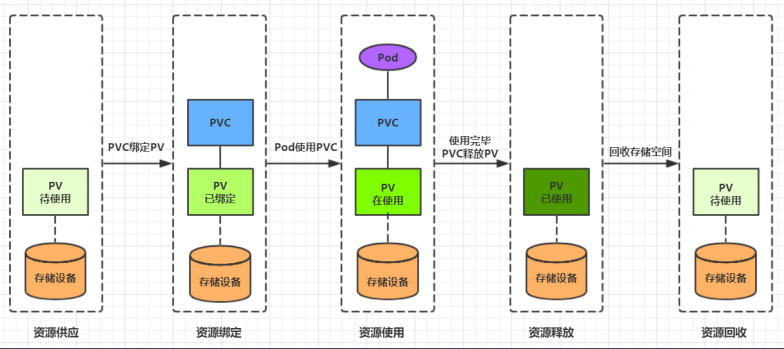 PV
待使用
存储设备
资源供应
PVC绑定PV
PVC
PV
已绑定
存储设备
资源绑定
Pod使用PVC
Pod
PVC
PV
在使用
存储设备
资源使用
使用完毕
PVC释放PV
PV
已使用
存储设备
资源释放
回收存储空间
PV
待使用
存储设备
资源回收